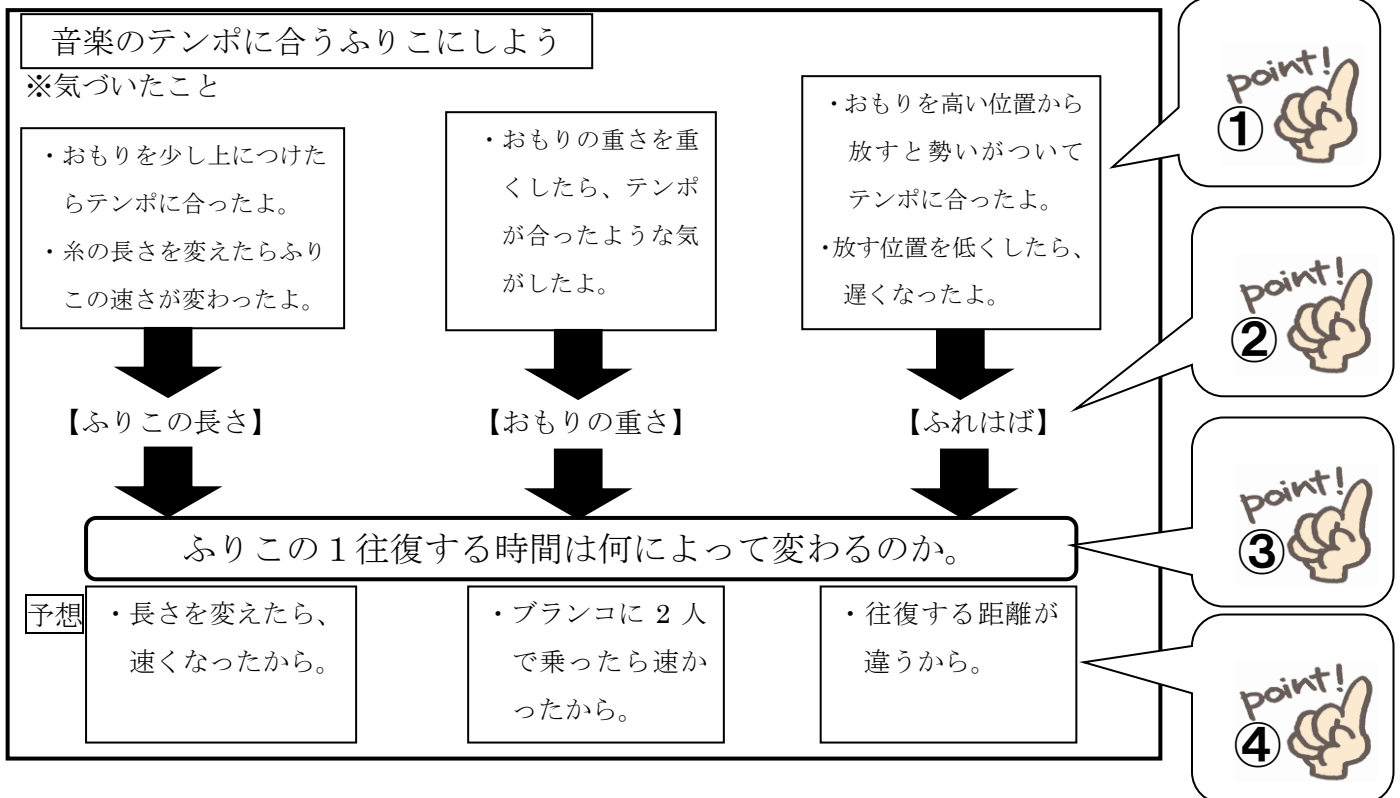 音楽のテンポに合うふりこにしよう
※気づいたこと
・おもりを少し上につけた
らテンポに合ったよ。
・糸の長さを変えたらふり
この速さが変わったよ。
・おもりの重さを重
くしたら、テンポ
が合ったような気
がしたよ。
・おもりを高い位置から
放すと勢いがついて
テンポに合ったよ。
・放す位置を低くしたら、
遅くなったよ。
【ふりこの長さ】
【おもりの重さ】
【ふれはば】
ふりこの１往復する時間は何によって変わるのか。
予想
・長さを変えたら、
速くなったから。
・ブランコに 2 人
で乗ったら速か
ったから。
・往復する距離が
違うから。
point!
①
point!
②
point!
③
point!
④